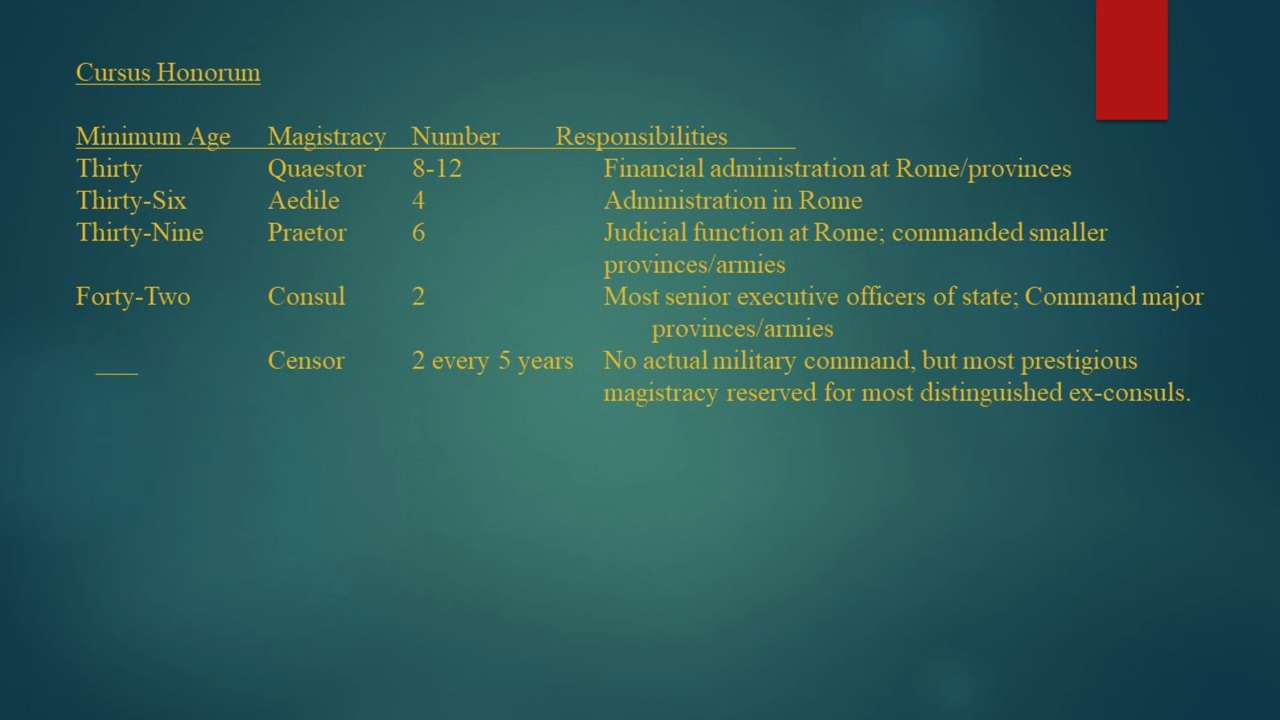 Cursus Honorum
Minimum Age Magistracy Number Responsibilities
Thirty Quaestor 8-12 Financial administration at Rome/provinces
Thirty-Six Aedile 4 Administration in Rome
Thirty-Nine Praetor 6 Judicial function at Rome; commanded smaller
provinces/armies
Forty-Two Consul 2 Most senior executive officers of state; Command major
provinces/armies
___ Censor 2 every 5 years No actual military command, but most prestigious
magistracy reserved for most distinguished ex-consuls.